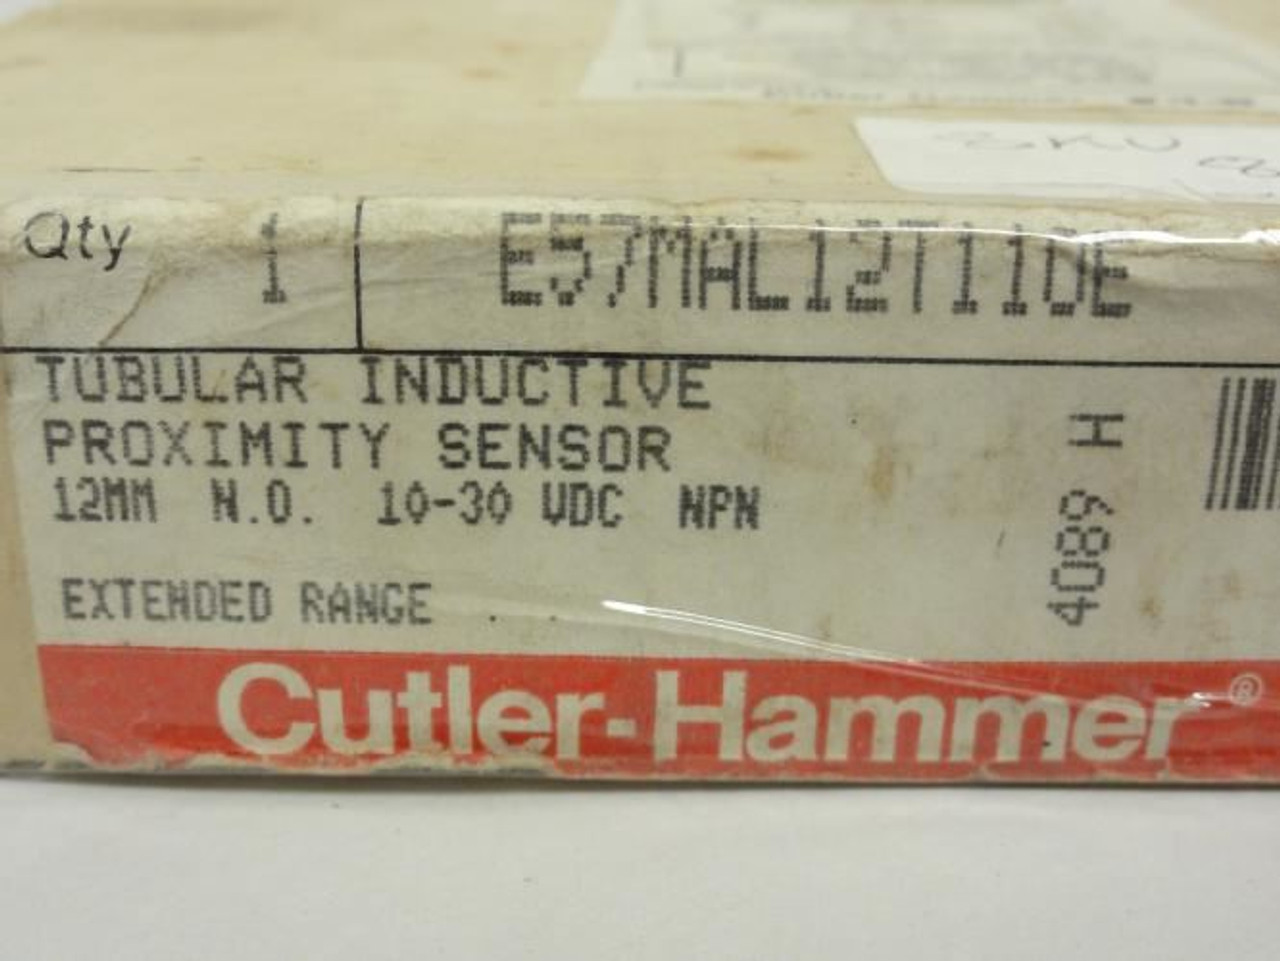 Qty 1 E57MAL12T110E
TUBULAR INDUCTIVE
PROXIMITY SENSOR
12MM N.O. 10-30 VDC NPN
EXTENDED RANGE
4089 H
Cutler-Hammer®